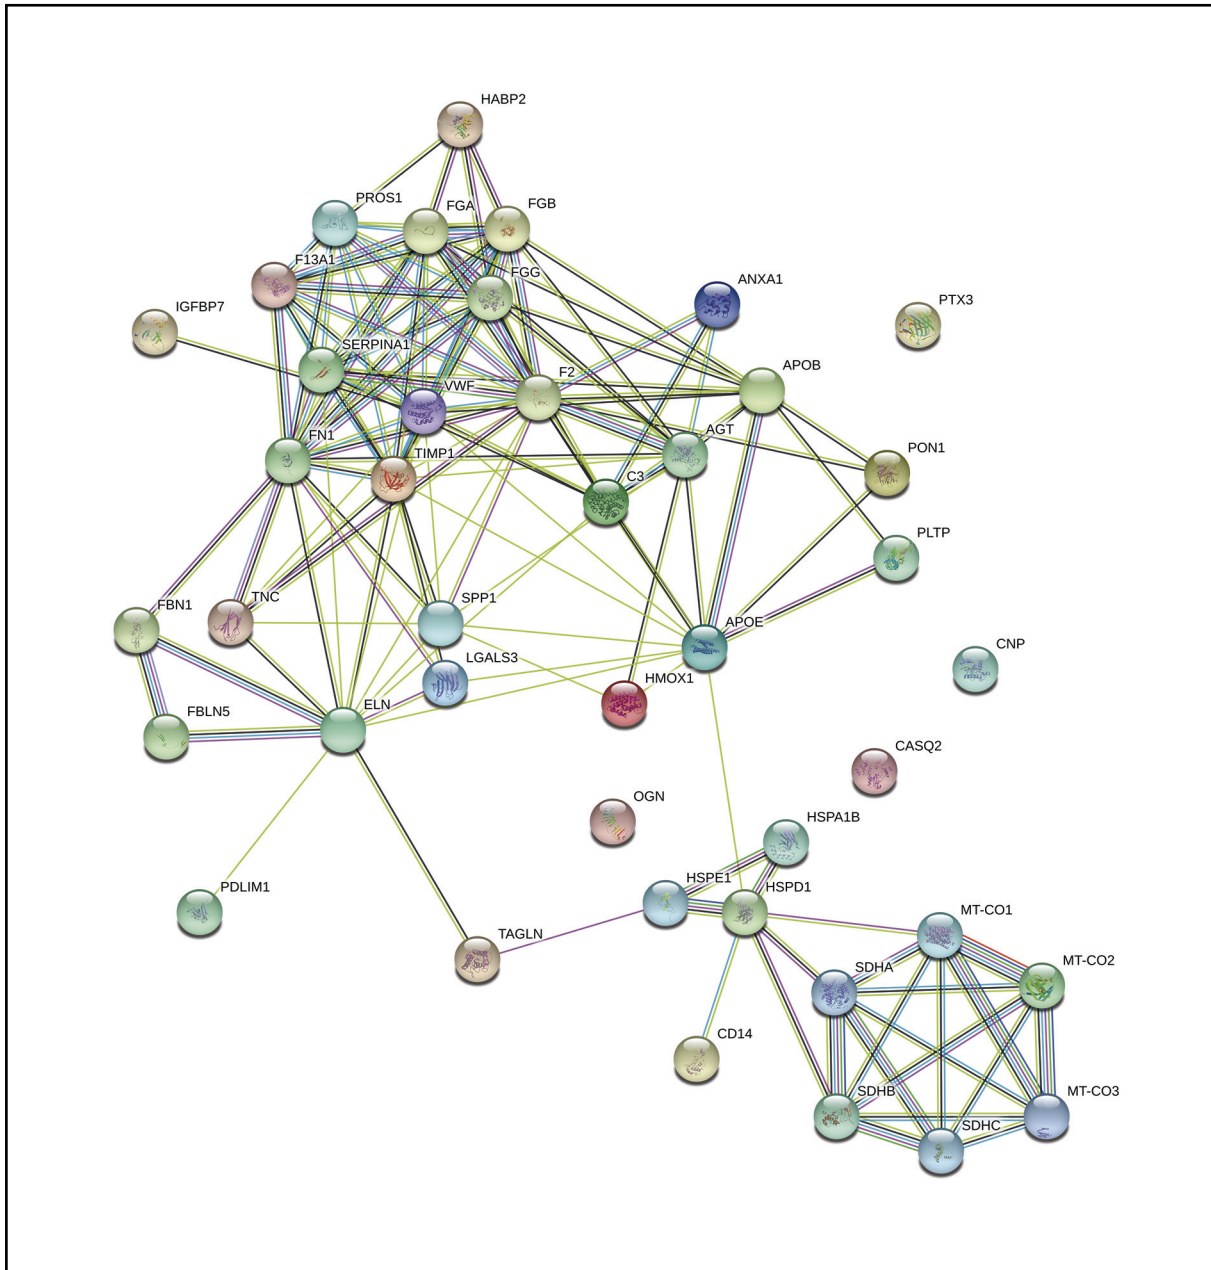 HABP2
PROS1
FGA
FGB
F13A1
FGG
ANXA1
IGFBP7
PTX3
SERPINA1
F2
APOB
VWF
AGT
FN1
TIMP1
PON1
C3
PLTP
FBN1
TNC
SPP1
APOE
CNP
LGALS3
HMOX1
FBLN5
ELN
CASQ2
OGN
HSPA1B
HSPE1
HSPD1
PDLIM1
MT-CO1
TAGLN
SDHA
MT-CO2
CD14
SDHB
MT-CO3
SDHC